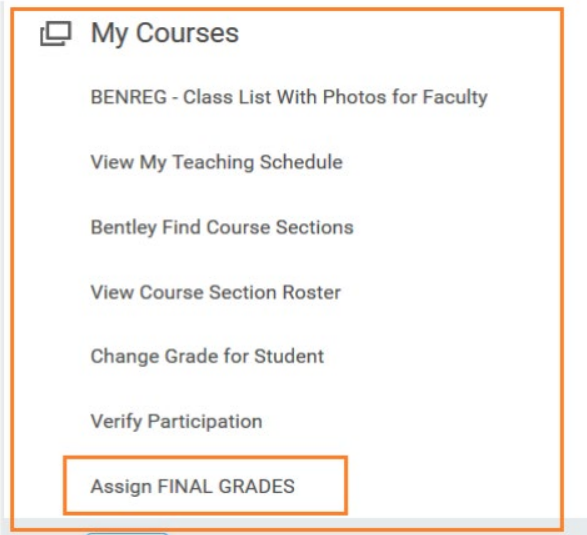 My Courses
BENREG - Class List With Photos for Faculty
View My Teaching Schedule
Bentley Find Course Sections
View Course Section Roster
Change Grade for Student
Verify Participation
Assign FINAL GRADES